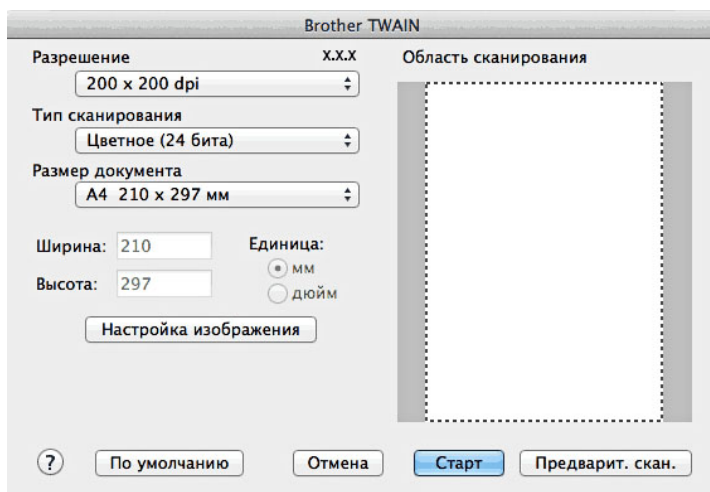 Brother TWAIN
Разрешение
X.X.X
200 x 200 dpi
Тип сканирования
Цветное (24 бита)
Размер документа
A4 210 x 297 мм
Ширина: 210
Высота: 297
Единица:
мм
дюйм
Настройка изображения
Область сканирования
?
По умолчанию
Отмена
Старт
Предварит. скан.